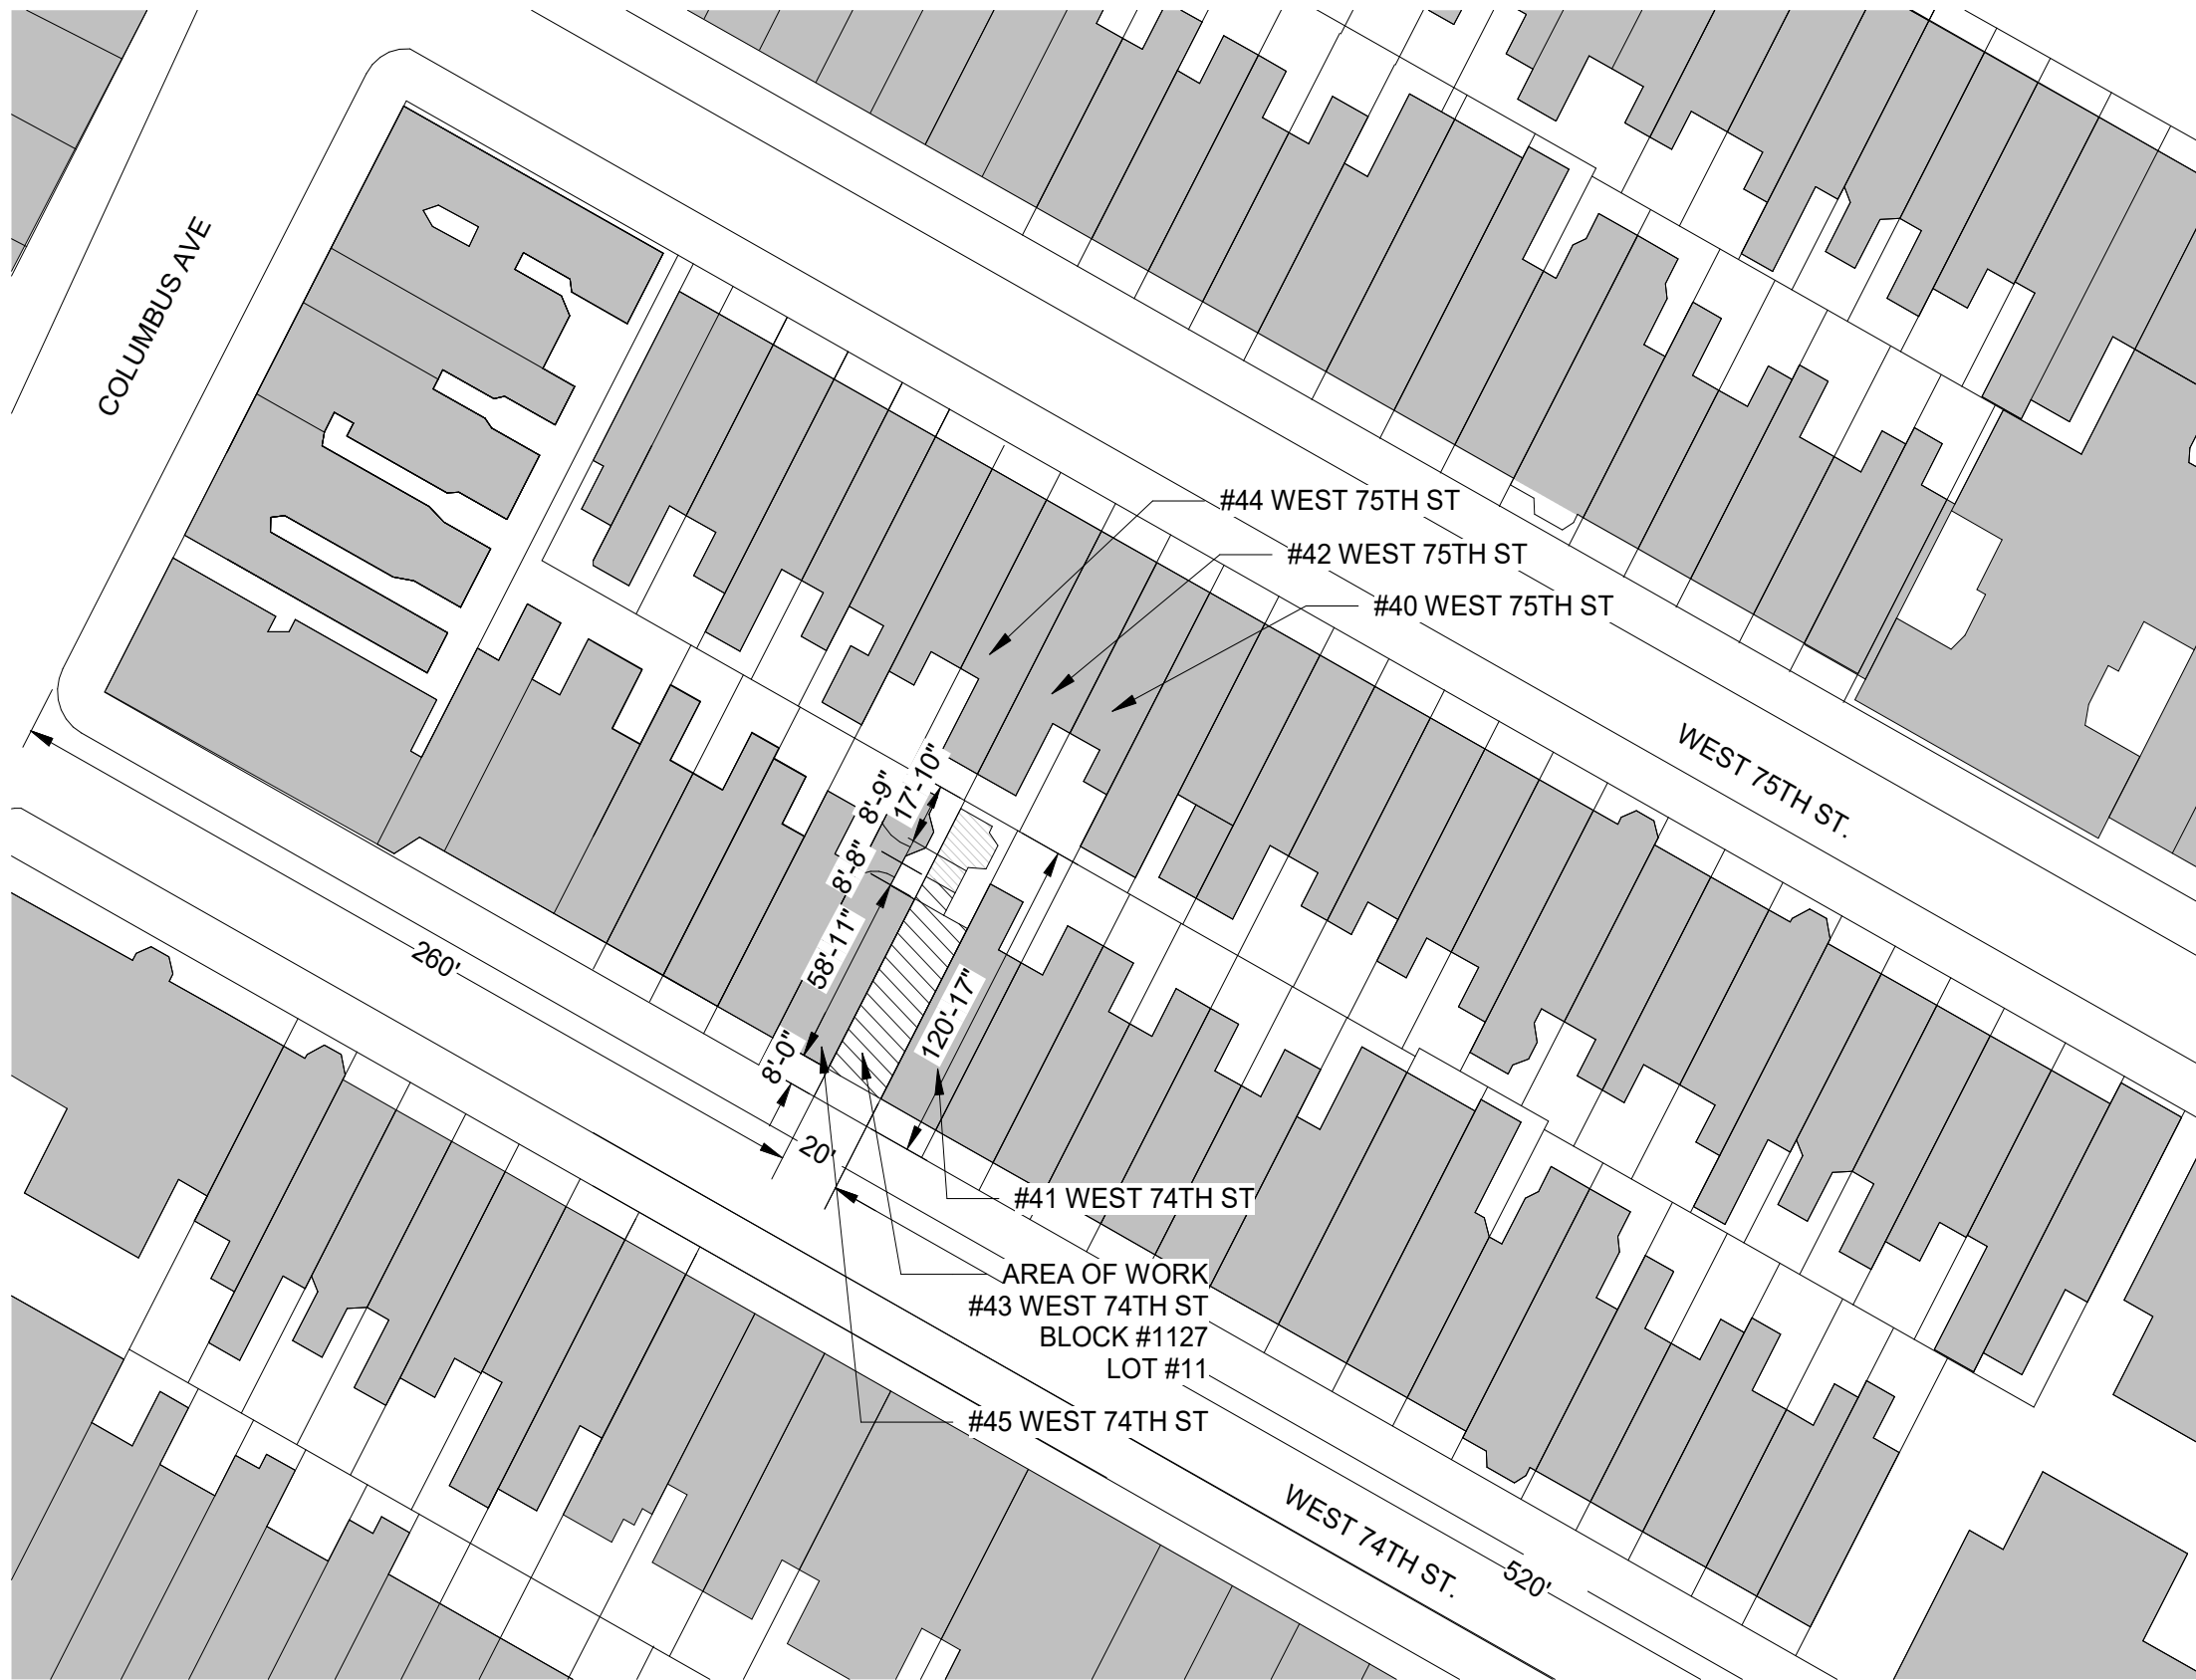 COLUMBUS AVE
#44 WEST 75TH ST
#42 WEST 75TH ST
#40 WEST 75TH ST
WEST 75TH ST.
17'-10"
8'-9"
8'-8"
58'-11"
120'-17"
8'-0"
260'
20'
#41 WEST 74TH ST
AREA OF WORK
#43 WEST 74TH ST
BLOCK #1127
LOT #11
#45 WEST 74TH ST
WEST 74TH ST.
520'